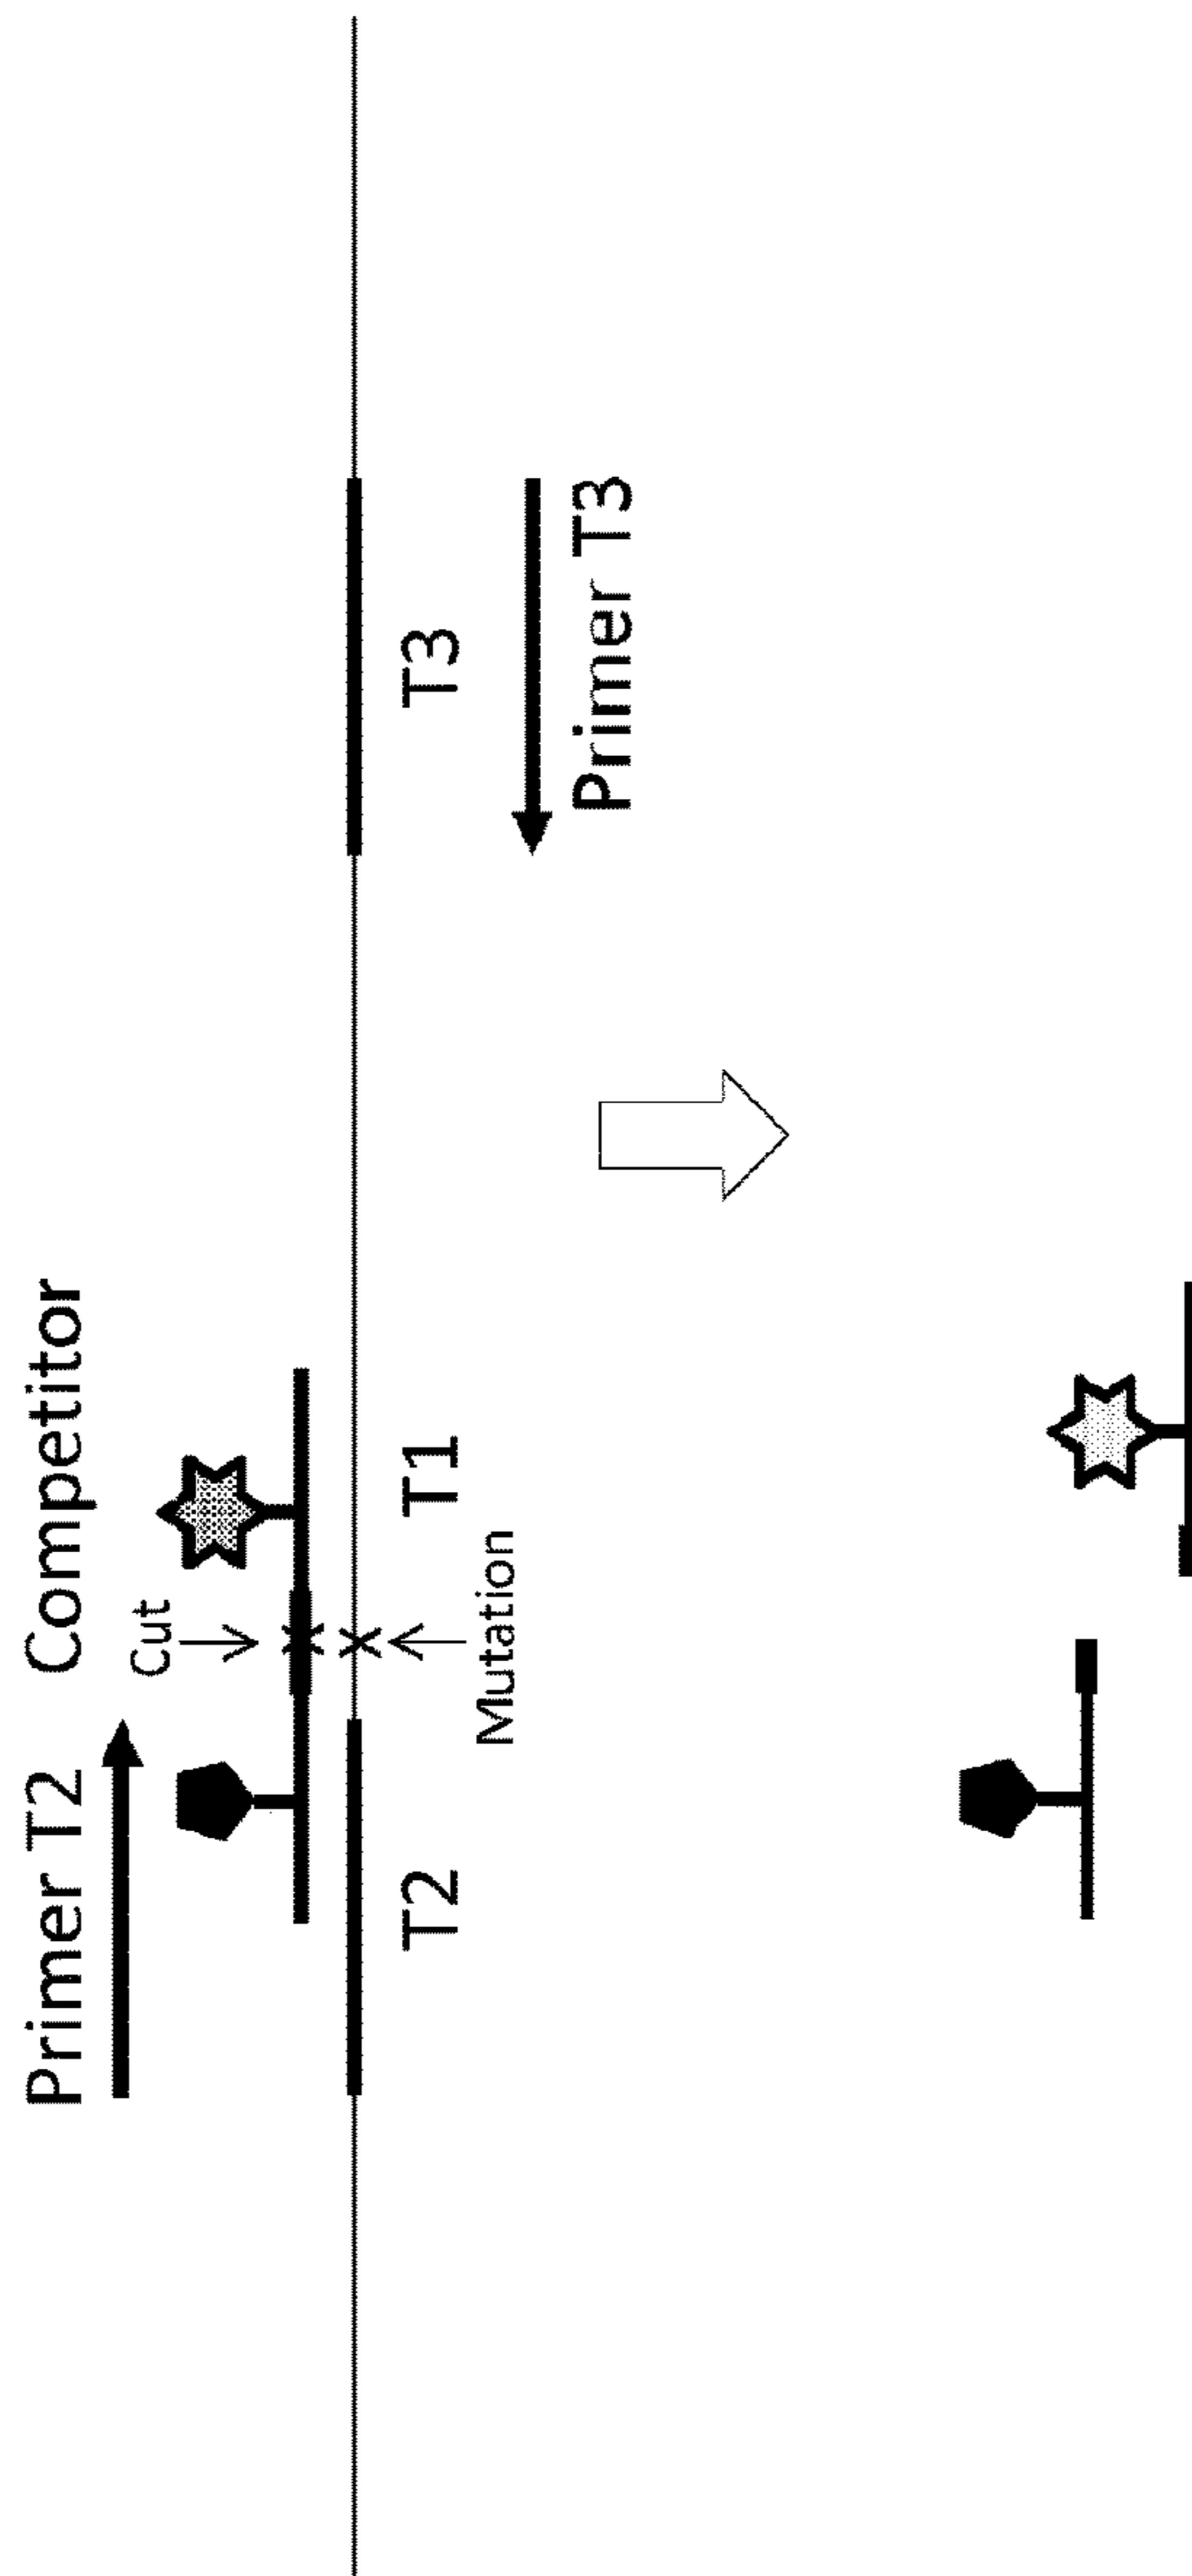 Primer T2
Competitor
Cut
T2
T1
T3
Mutation
Primer T3